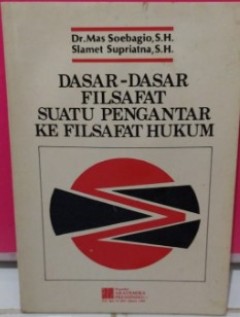 Dr. Mas Soebagio, S.H.
Slamet Supriatna, S.H.
DASAR-DASAR
FILSAFAT
SUATU PENGANTAR
KE FILSAFAT HUKUM